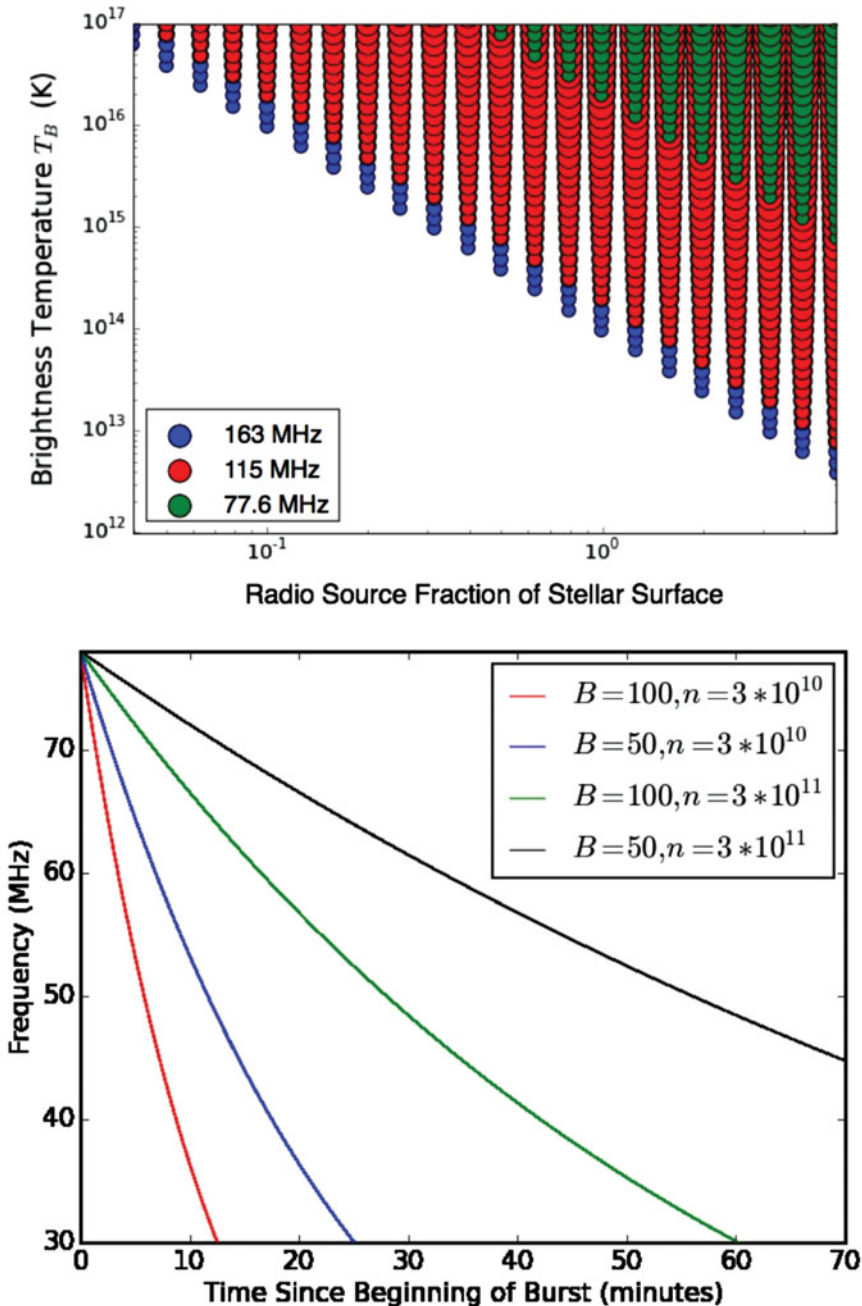 10^17
10^16
10^15
10^14
10^13
10^12
Brightness Temperature T_B (K)
163 MHz
115 MHz
77.6 MHz
10^-1
10^0
Radio Source Fraction of Stellar Surface
B=100,n=3*10^10
B=50,n=3*10^10
B=100,n=3*10^11
B=50,n=3*10^11
70
60
50
40
30
Frequency (MHz)
0
10
20
30
40
50
60
70
Time Since Beginning of Burst (minutes)